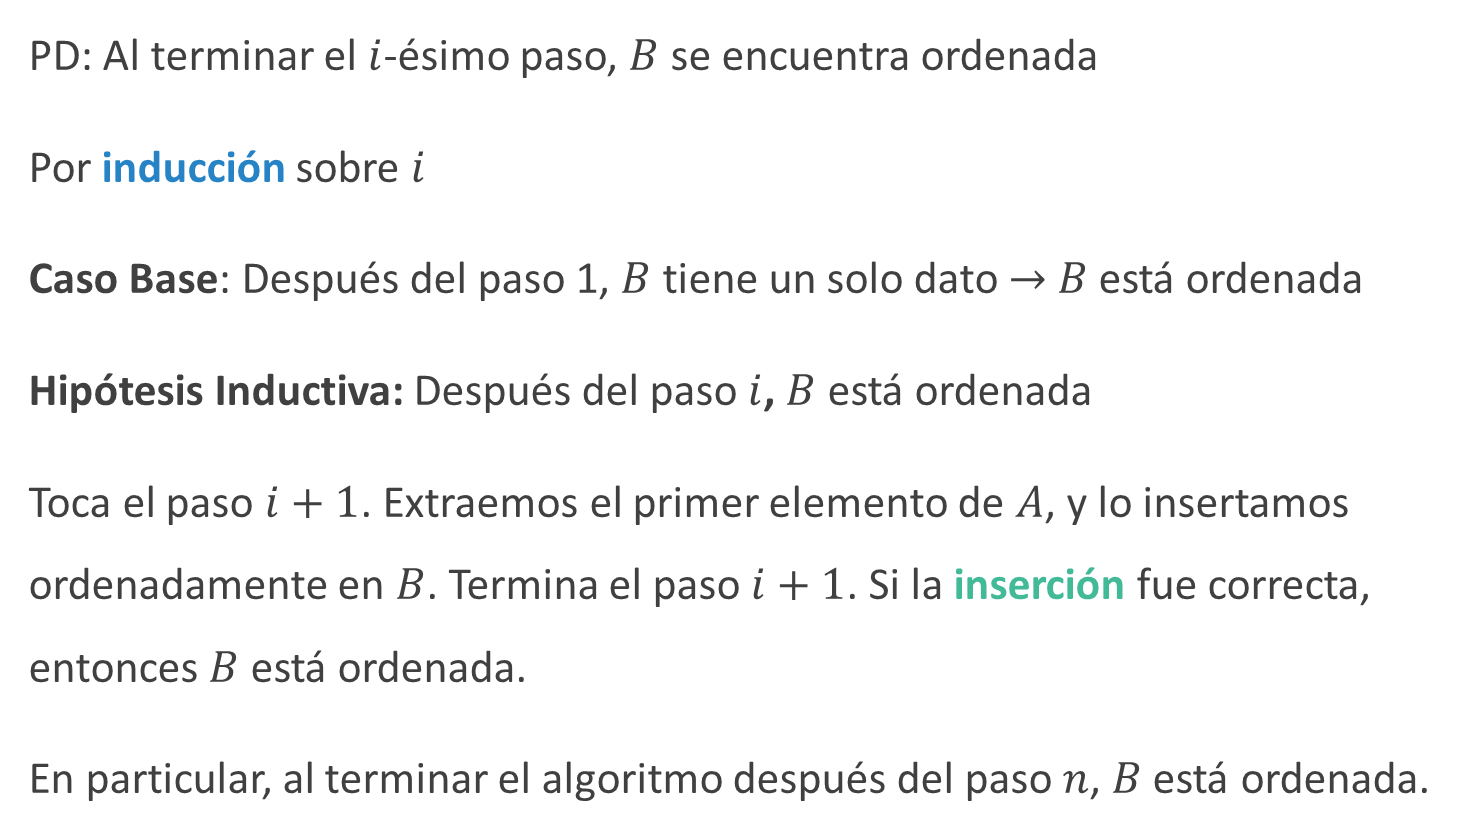 PD: Al terminar el 𝑖-ésimo paso, 𝐵 se encuentra ordenada
Por inducción sobre 𝑖
Caso Base: Después del paso 1, 𝐵 tiene un solo dato → 𝐵 está ordenada
Hipótesis Inductiva: Después del paso 𝑖, 𝐵 está ordenada
Toca el paso 𝑖 + 1. Extraemos el primer elemento de 𝐴, y lo insertamos
ordenadamente en 𝐵. Termina el paso 𝑖 + 1. Si la inserción fue correcta,
entonces 𝐵 está ordenada.
En particular, al terminar el algoritmo después del paso 𝑛, 𝐵 está ordenada.